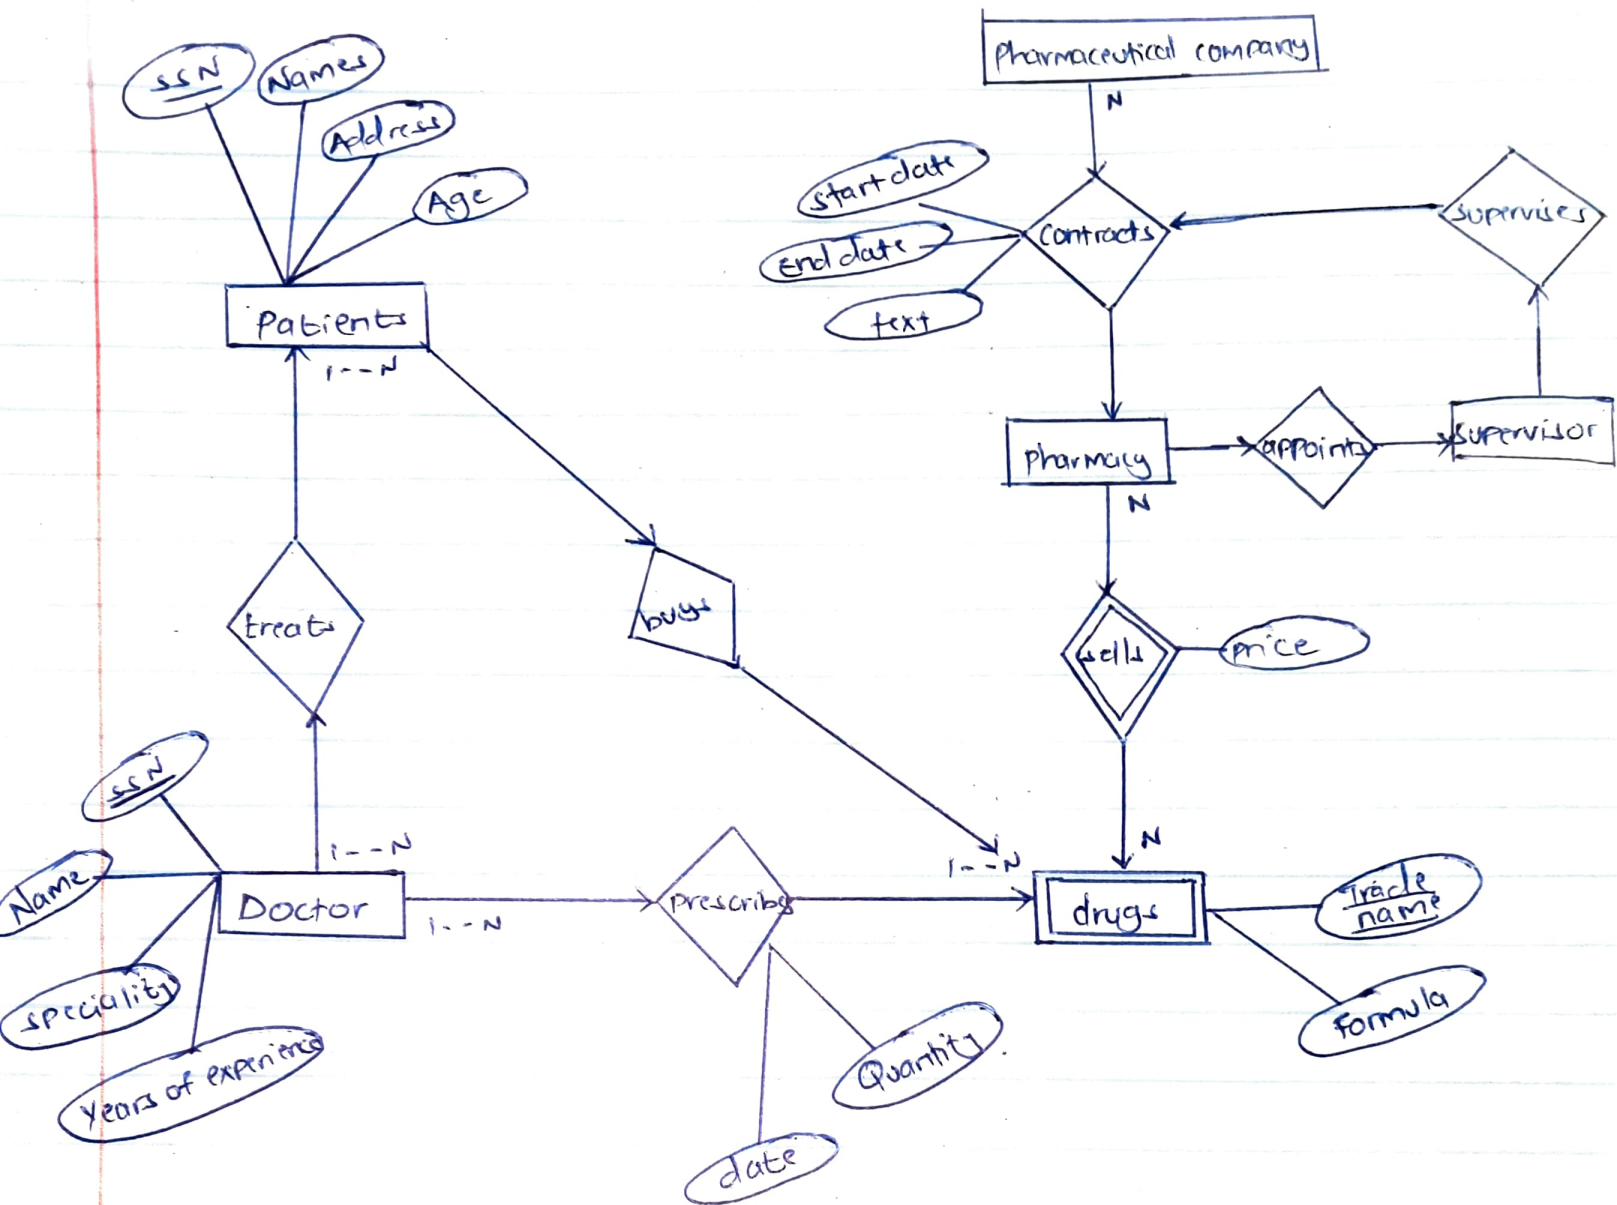 Pharmaceutical company
N
SSN
Names
Address
Age
start date
End date
text
contracts
supervises
Patients
1--N
pharmacy
N
appoints
supervisor
treats
buys
sells
price
SSN
Name
speciality
Years of experience
1--N
Doctor
1--N
prescribs
1--N
N
drugs
Trade
name
Formula
Quantity
date